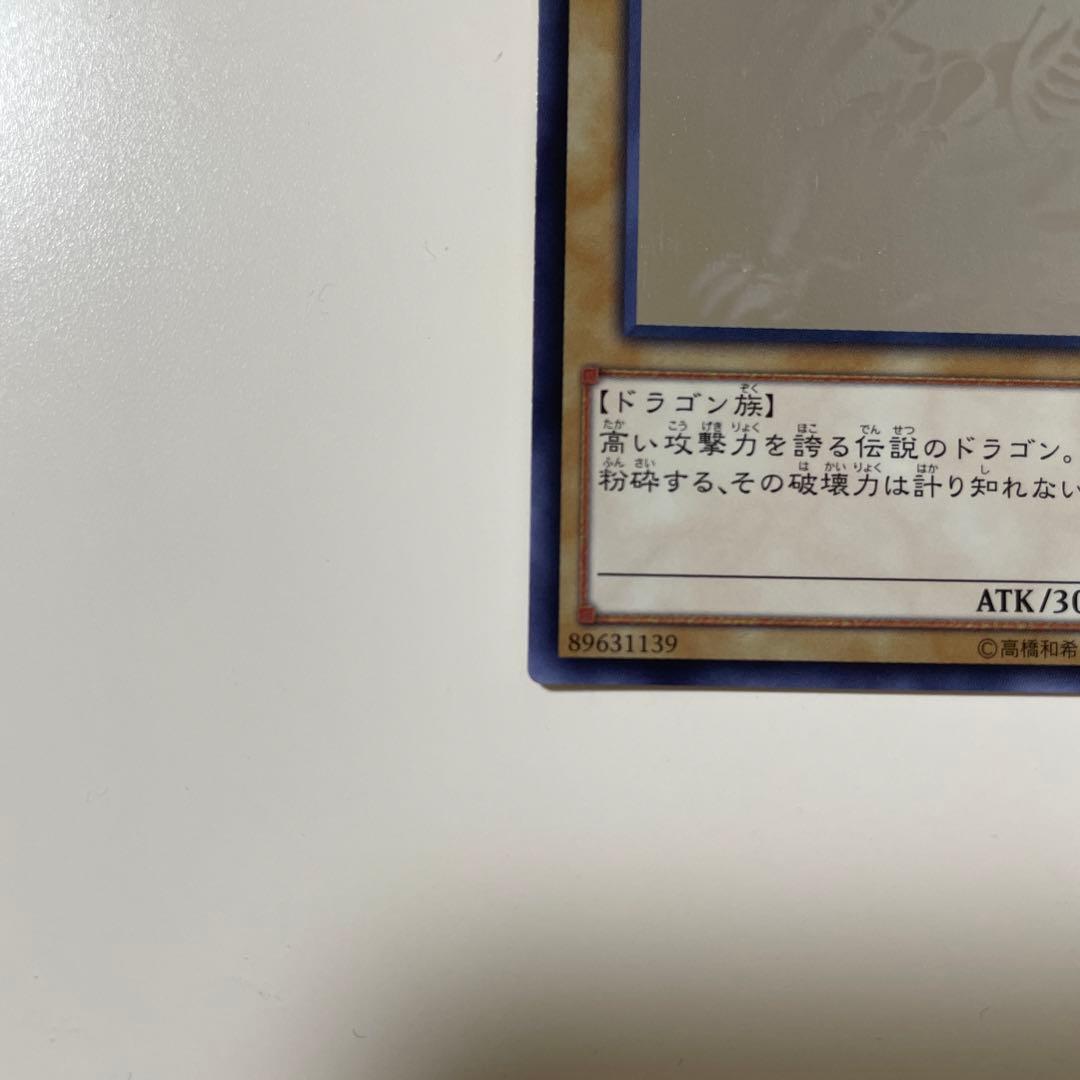 【ドラゴン族】
高い攻撃力を誇る伝説のドラゴン。
粉砕する、その破壊力は計り知れない
ATK/30
89631139
©高橋和希